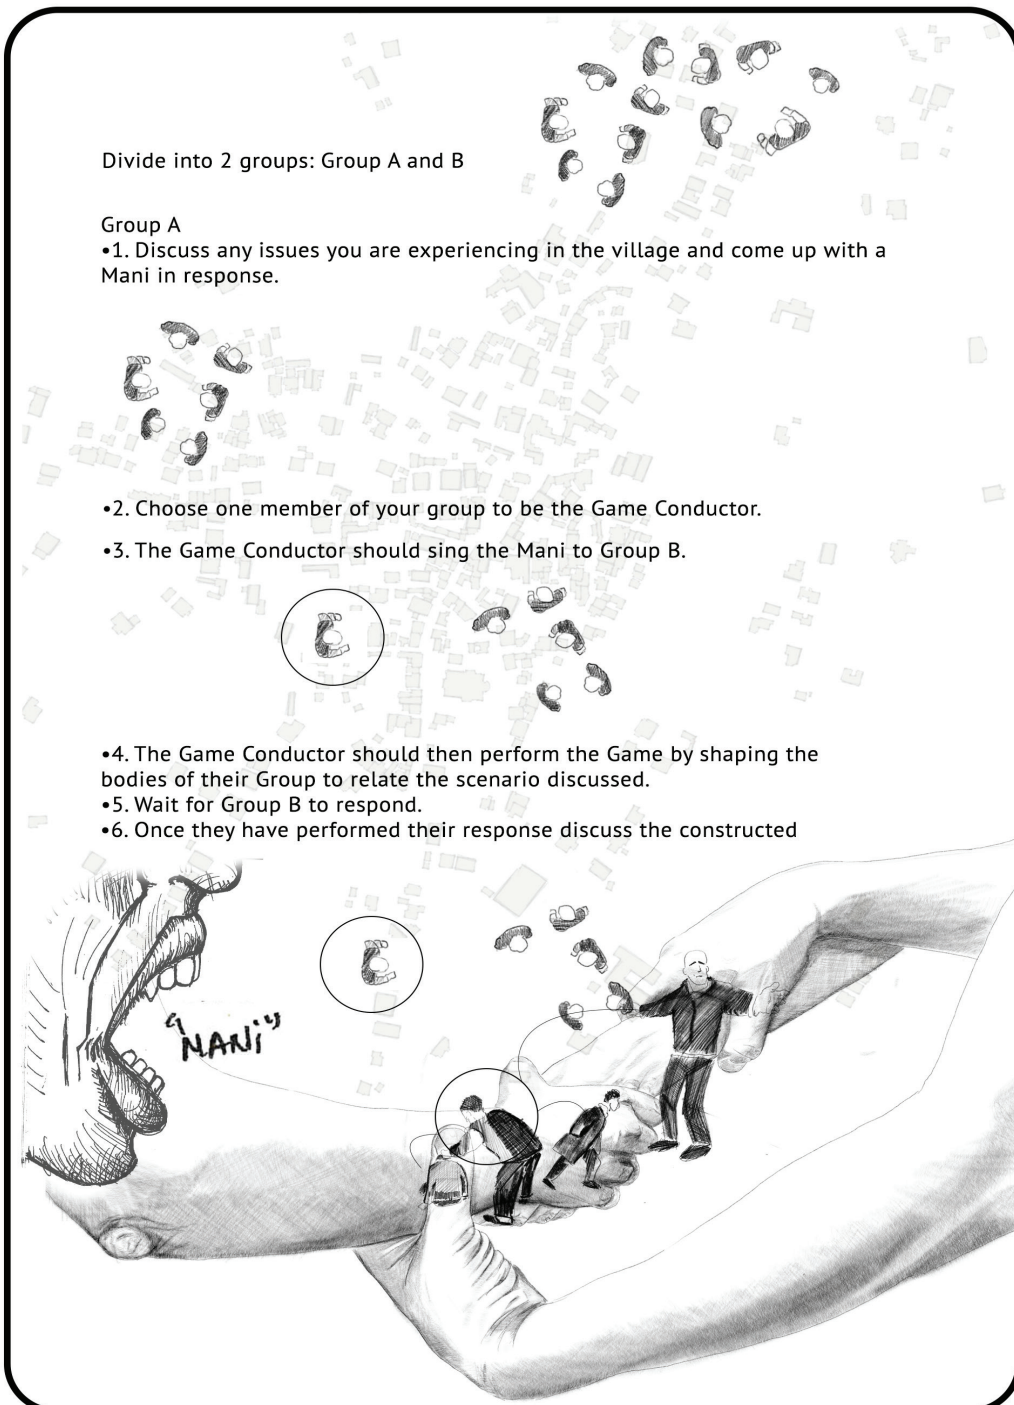 Divide into 2 groups: Group A and B
Group A
•1. Discuss any issues you are experiencing in the village and come up with a
Mani in response.
•2. Choose one member of your group to be the Game Conductor.
•3. The Game Conductor should sing the Mani to Group B.
•4. The Game Conductor should then perform the Game by shaping the
bodies of their Group to relate the scenario discussed.
•5. Wait for Group B to respond.
•6. Once they have performed their response discuss the constructed
"MANi"